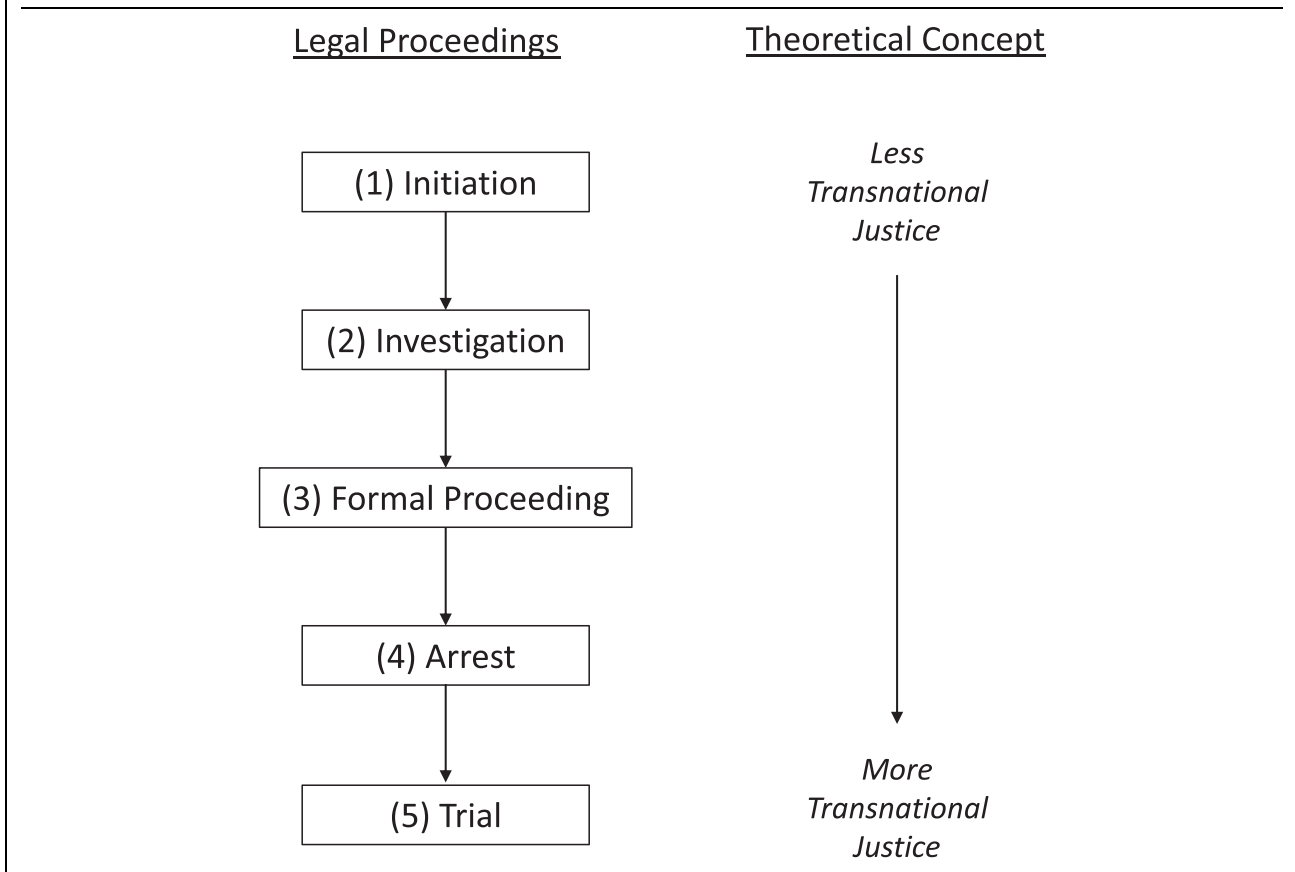 Legal Proceedings
Theoretical Concept
(1) Initiation
(2) Investigation
(3) Formal Proceeding
(4) Arrest
(5) Trial
Less
Transnational
Justice
More
Transnational
Justice